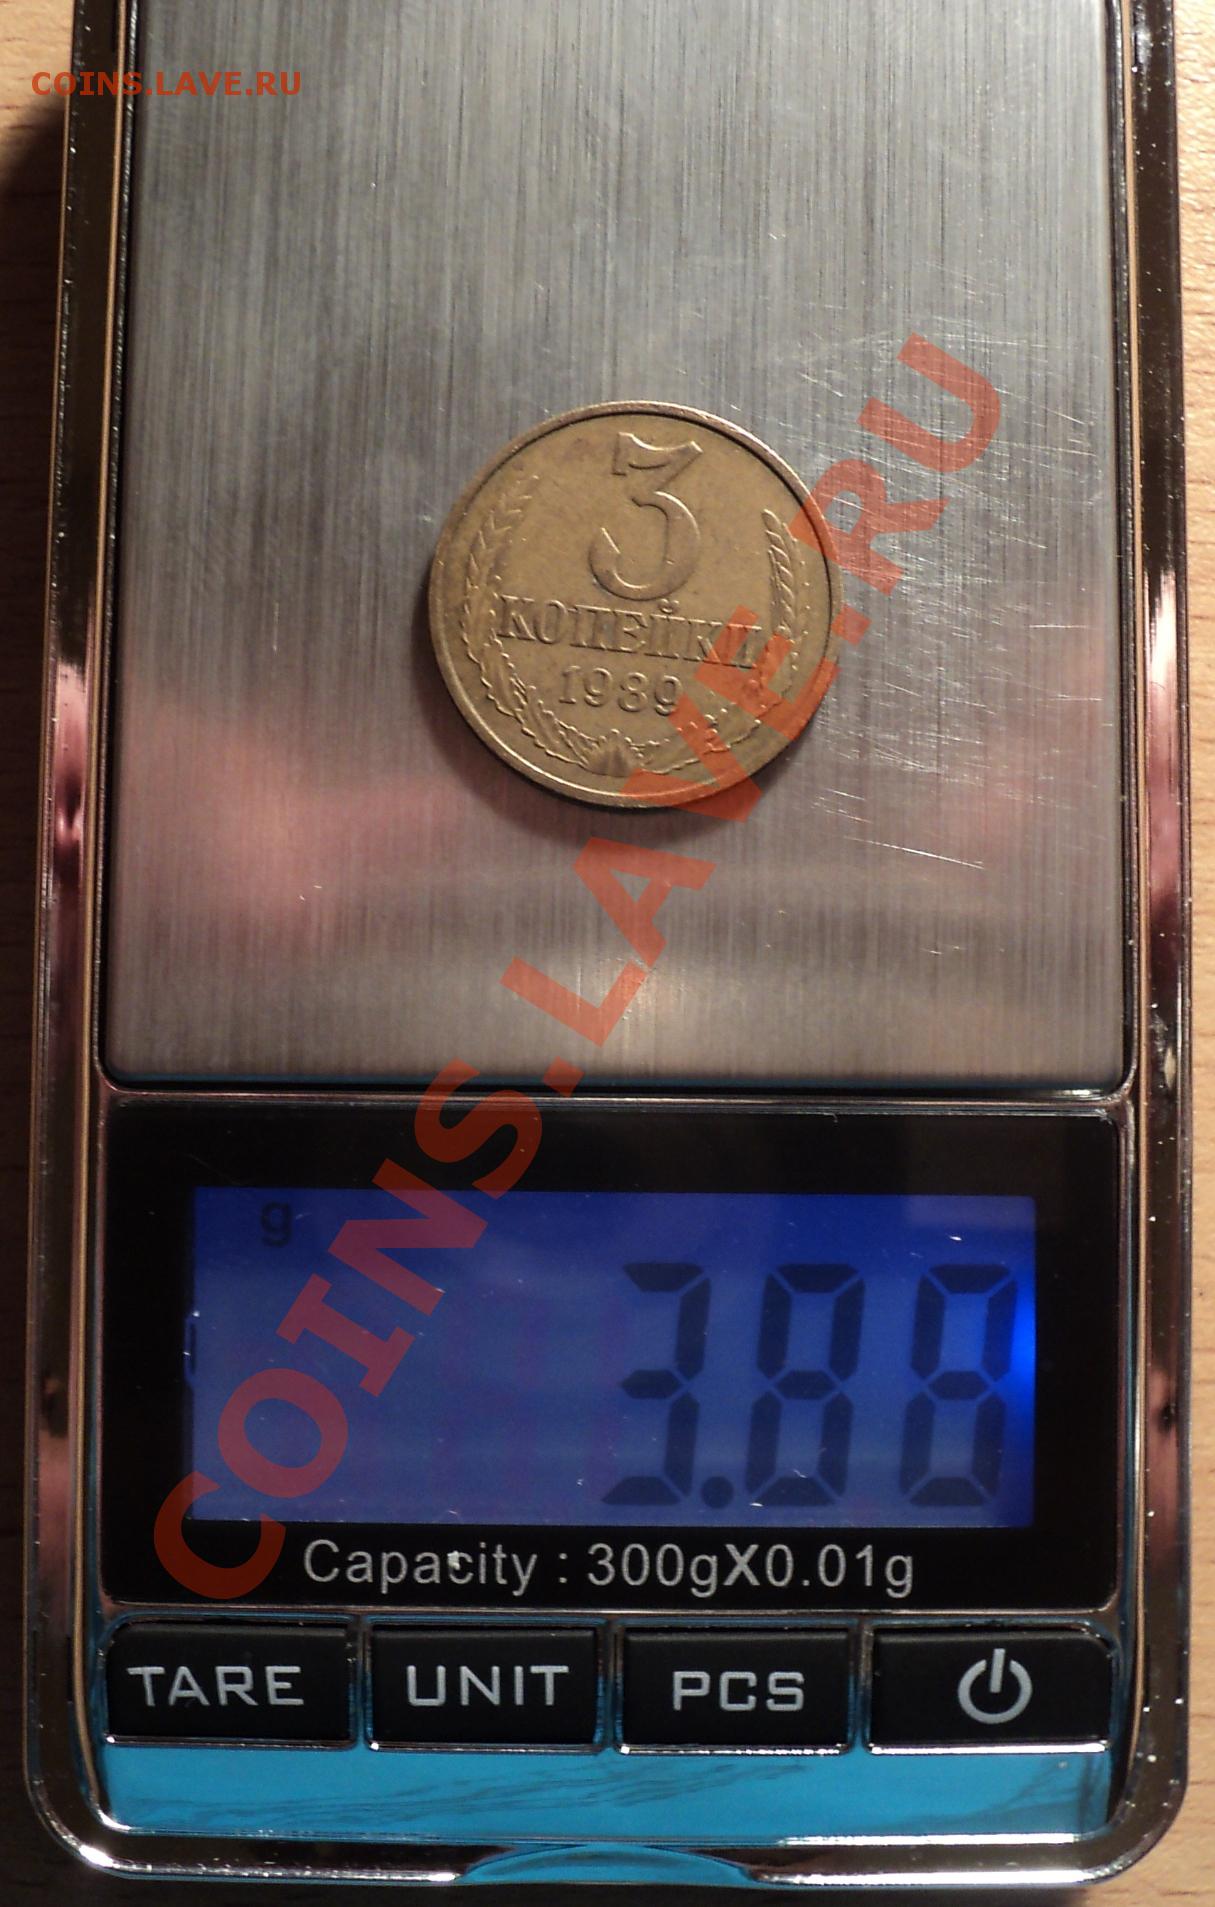 COINS.LAVE.RU
3
КОПЕЙКИ
1989
COINS.LAVE.RU
g
3.88
Capacity : 300gX0.01g
TARE UNIT PCS